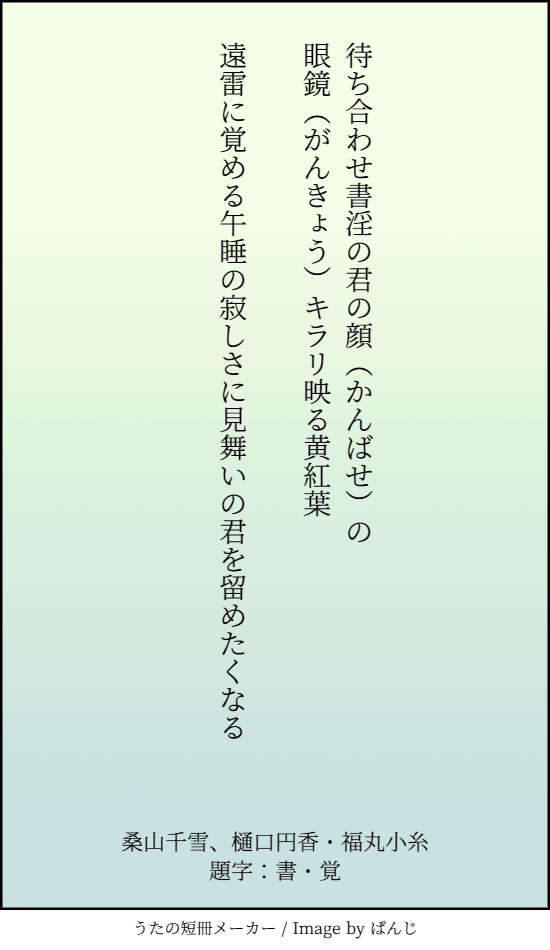 待ち合わせ書淫の君の顔（かんばせ）の
眼鏡（がんきょう）キラリ映る黄紅葉
遠雷に覚める午睡の寂しさに見舞いの君を留めたくなる
桑山千雪、樋口円香・福丸小糸
題字：書・覚
うたの短冊メーカー / Image by ぱんじ